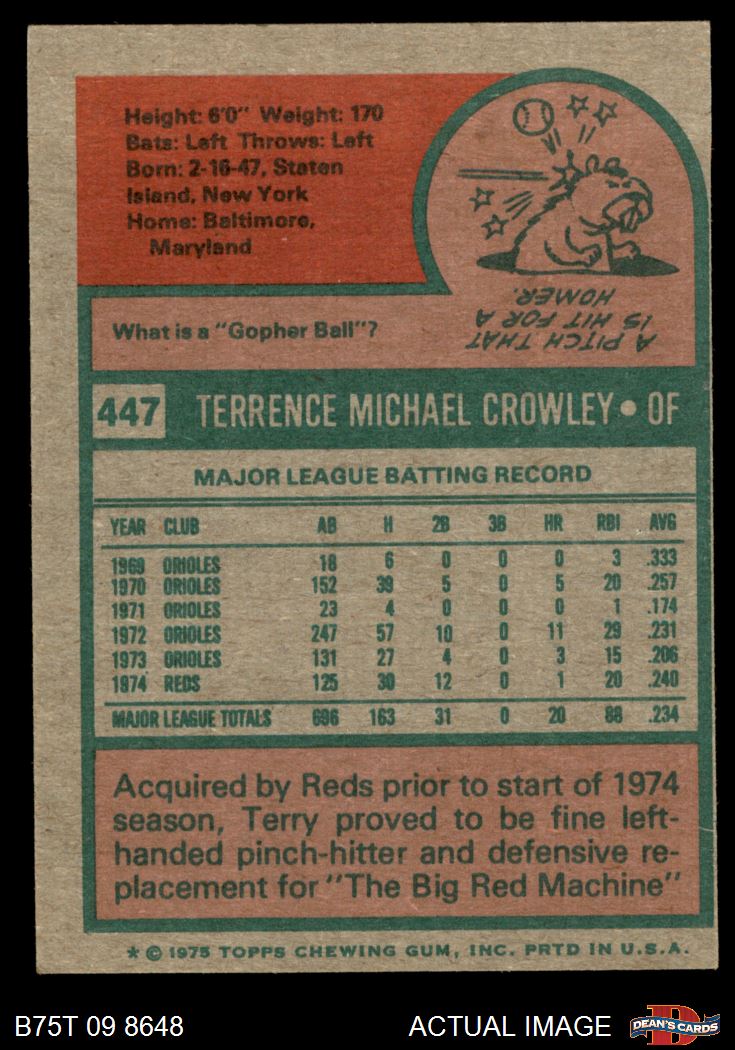 Height: 6'0" Weight: 170
Bats: Left Throws: Left
Born: 2-16-47, Staten
Island, New York
Home: Baltimore,
Maryland
What is a "Gopher Ball"?
A PITCH THAT
IS HIT FOR A
HOMER.
447 TERRENCE MICHAEL CROWLEY • OF
MAJOR LEAGUE BATTING RECORD
YEAR CLUB AB H 2B 3B HR RBI AVG
1969 ORIOLES 18 6 0 0 0 3 .333
1970 ORIOLES 152 39 5 0 5 20 .257
1971 ORIOLES 23 4 0 0 0 1 .174
1972 ORIOLES 247 57 10 0 11 29 .231
1973 ORIOLES 131 27 4 0 3 15 .206
1974 REDS 125 30 12 0 1 20 .240
MAJOR LEAGUE TOTALS 696 163 31 0 20 88 .234
Acquired by Reds prior to start of 1974
season, Terry proved to be fine left-
handed pinch-hitter and defensive re-
placement for "The Big Red Machine"
* © 1975 TOPPS CHEWING GUM, INC. PRTD IN U.S.A.
B75T 09 8648 ACTUAL IMAGE D DEAN'S CARDS